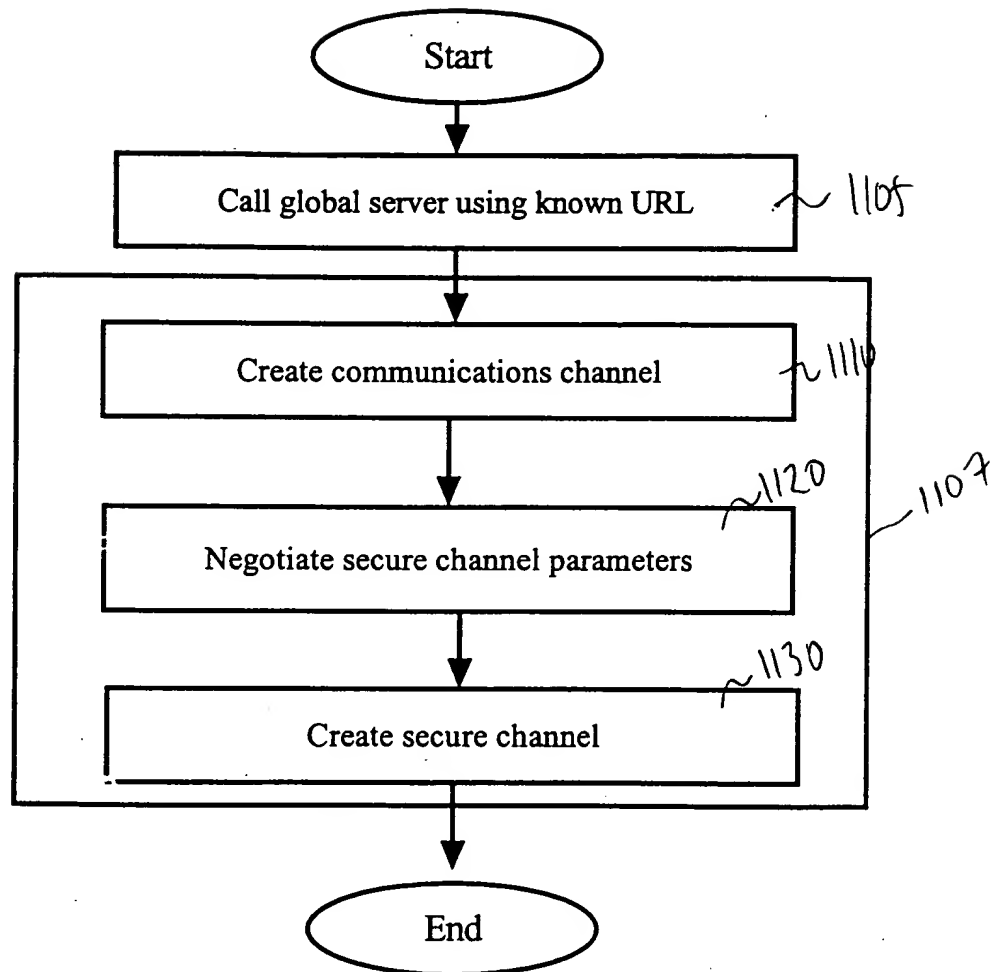 Start
Call global server using known URL
1105
Create communications channel
1110
1107
1120
Negotiate secure channel parameters
1130
Create secure channel
End